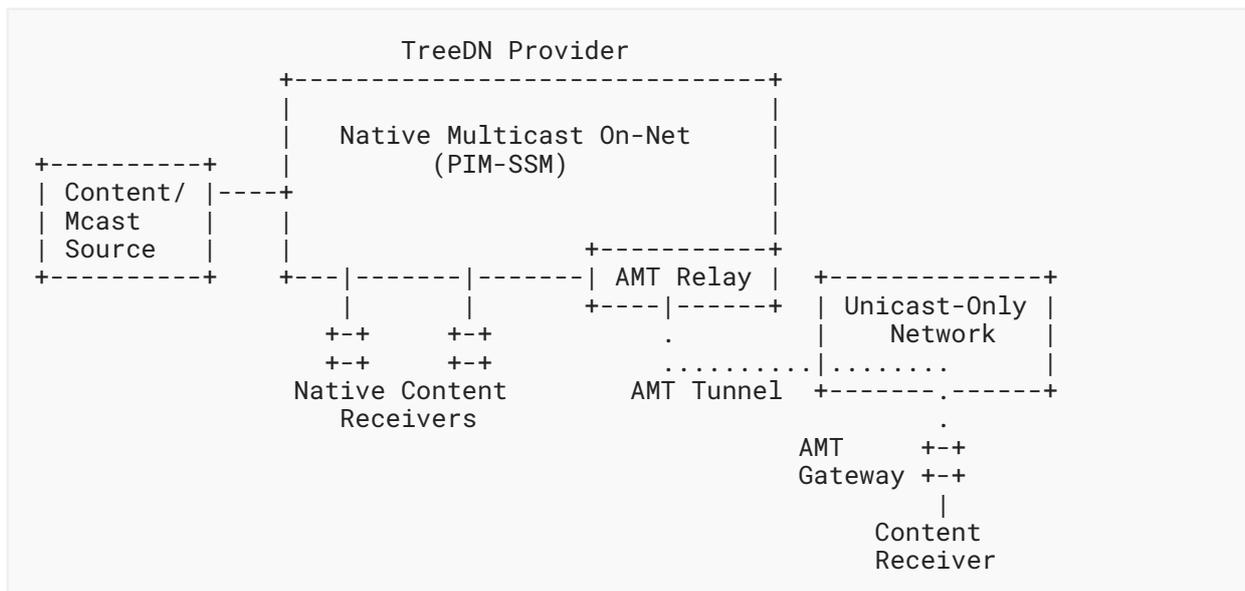 TreeDN Provider
Native Multicast On-Net
(PIM-SSM)
Content/
Mcast
Source
AMT Relay
Unicast-Only
Network
Native Content
Receivers
AMT Tunnel
AMT
Gateway
Content
Receiver